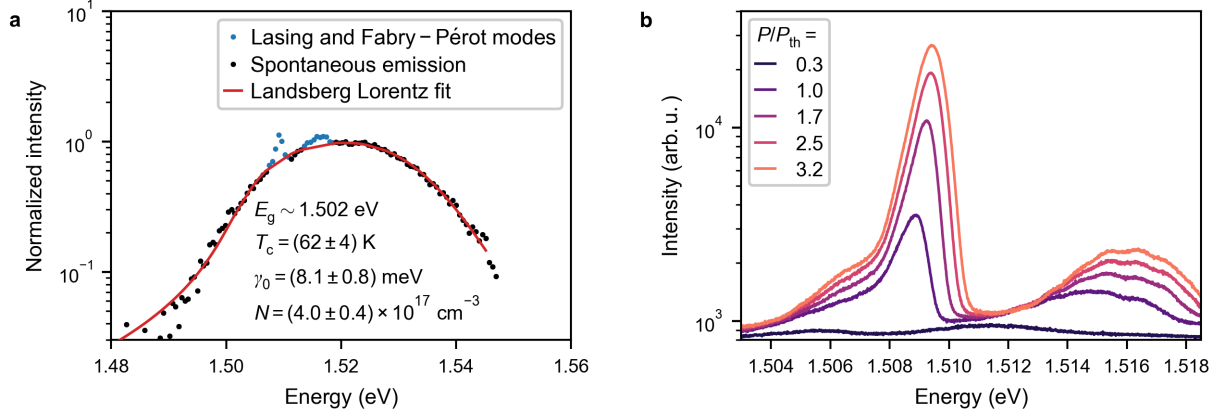 a
10^1
10^0
10^−1
Normalized intensity
Lasing and Fabry – Pérot modes
Spontaneous emission
Landsberg Lorentz fit
E_g ∼ 1.502 eV
T_c = (62 ± 4) K
γ_0 = (8.1 ± 0.8) meV
N = (4.0 ± 0.4) × 10^17 cm^−3
1.48 1.50 1.52 1.54 1.56
Energy (eV)
b
10^4
10^3
Intensity (arb. u. )
P/P_th =
0.3
1.0
1.7
2.5
3.2
1.504 1.506 1.508 1.510 1.512 1.514 1.516 1.518
Energy (eV)